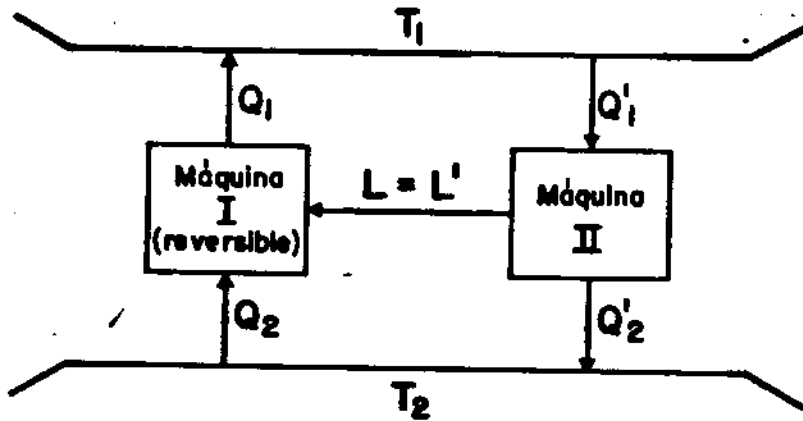 T₁
Q₁
Q'₁
Máquina
I
(reversible)
L = L'
Máquina
II
Q₂
Q'₂
T₂